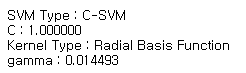 SVM Type : C-SVM
C : 1.000000
Kernel Type : Radial Basis Function
gamma : 0.014493